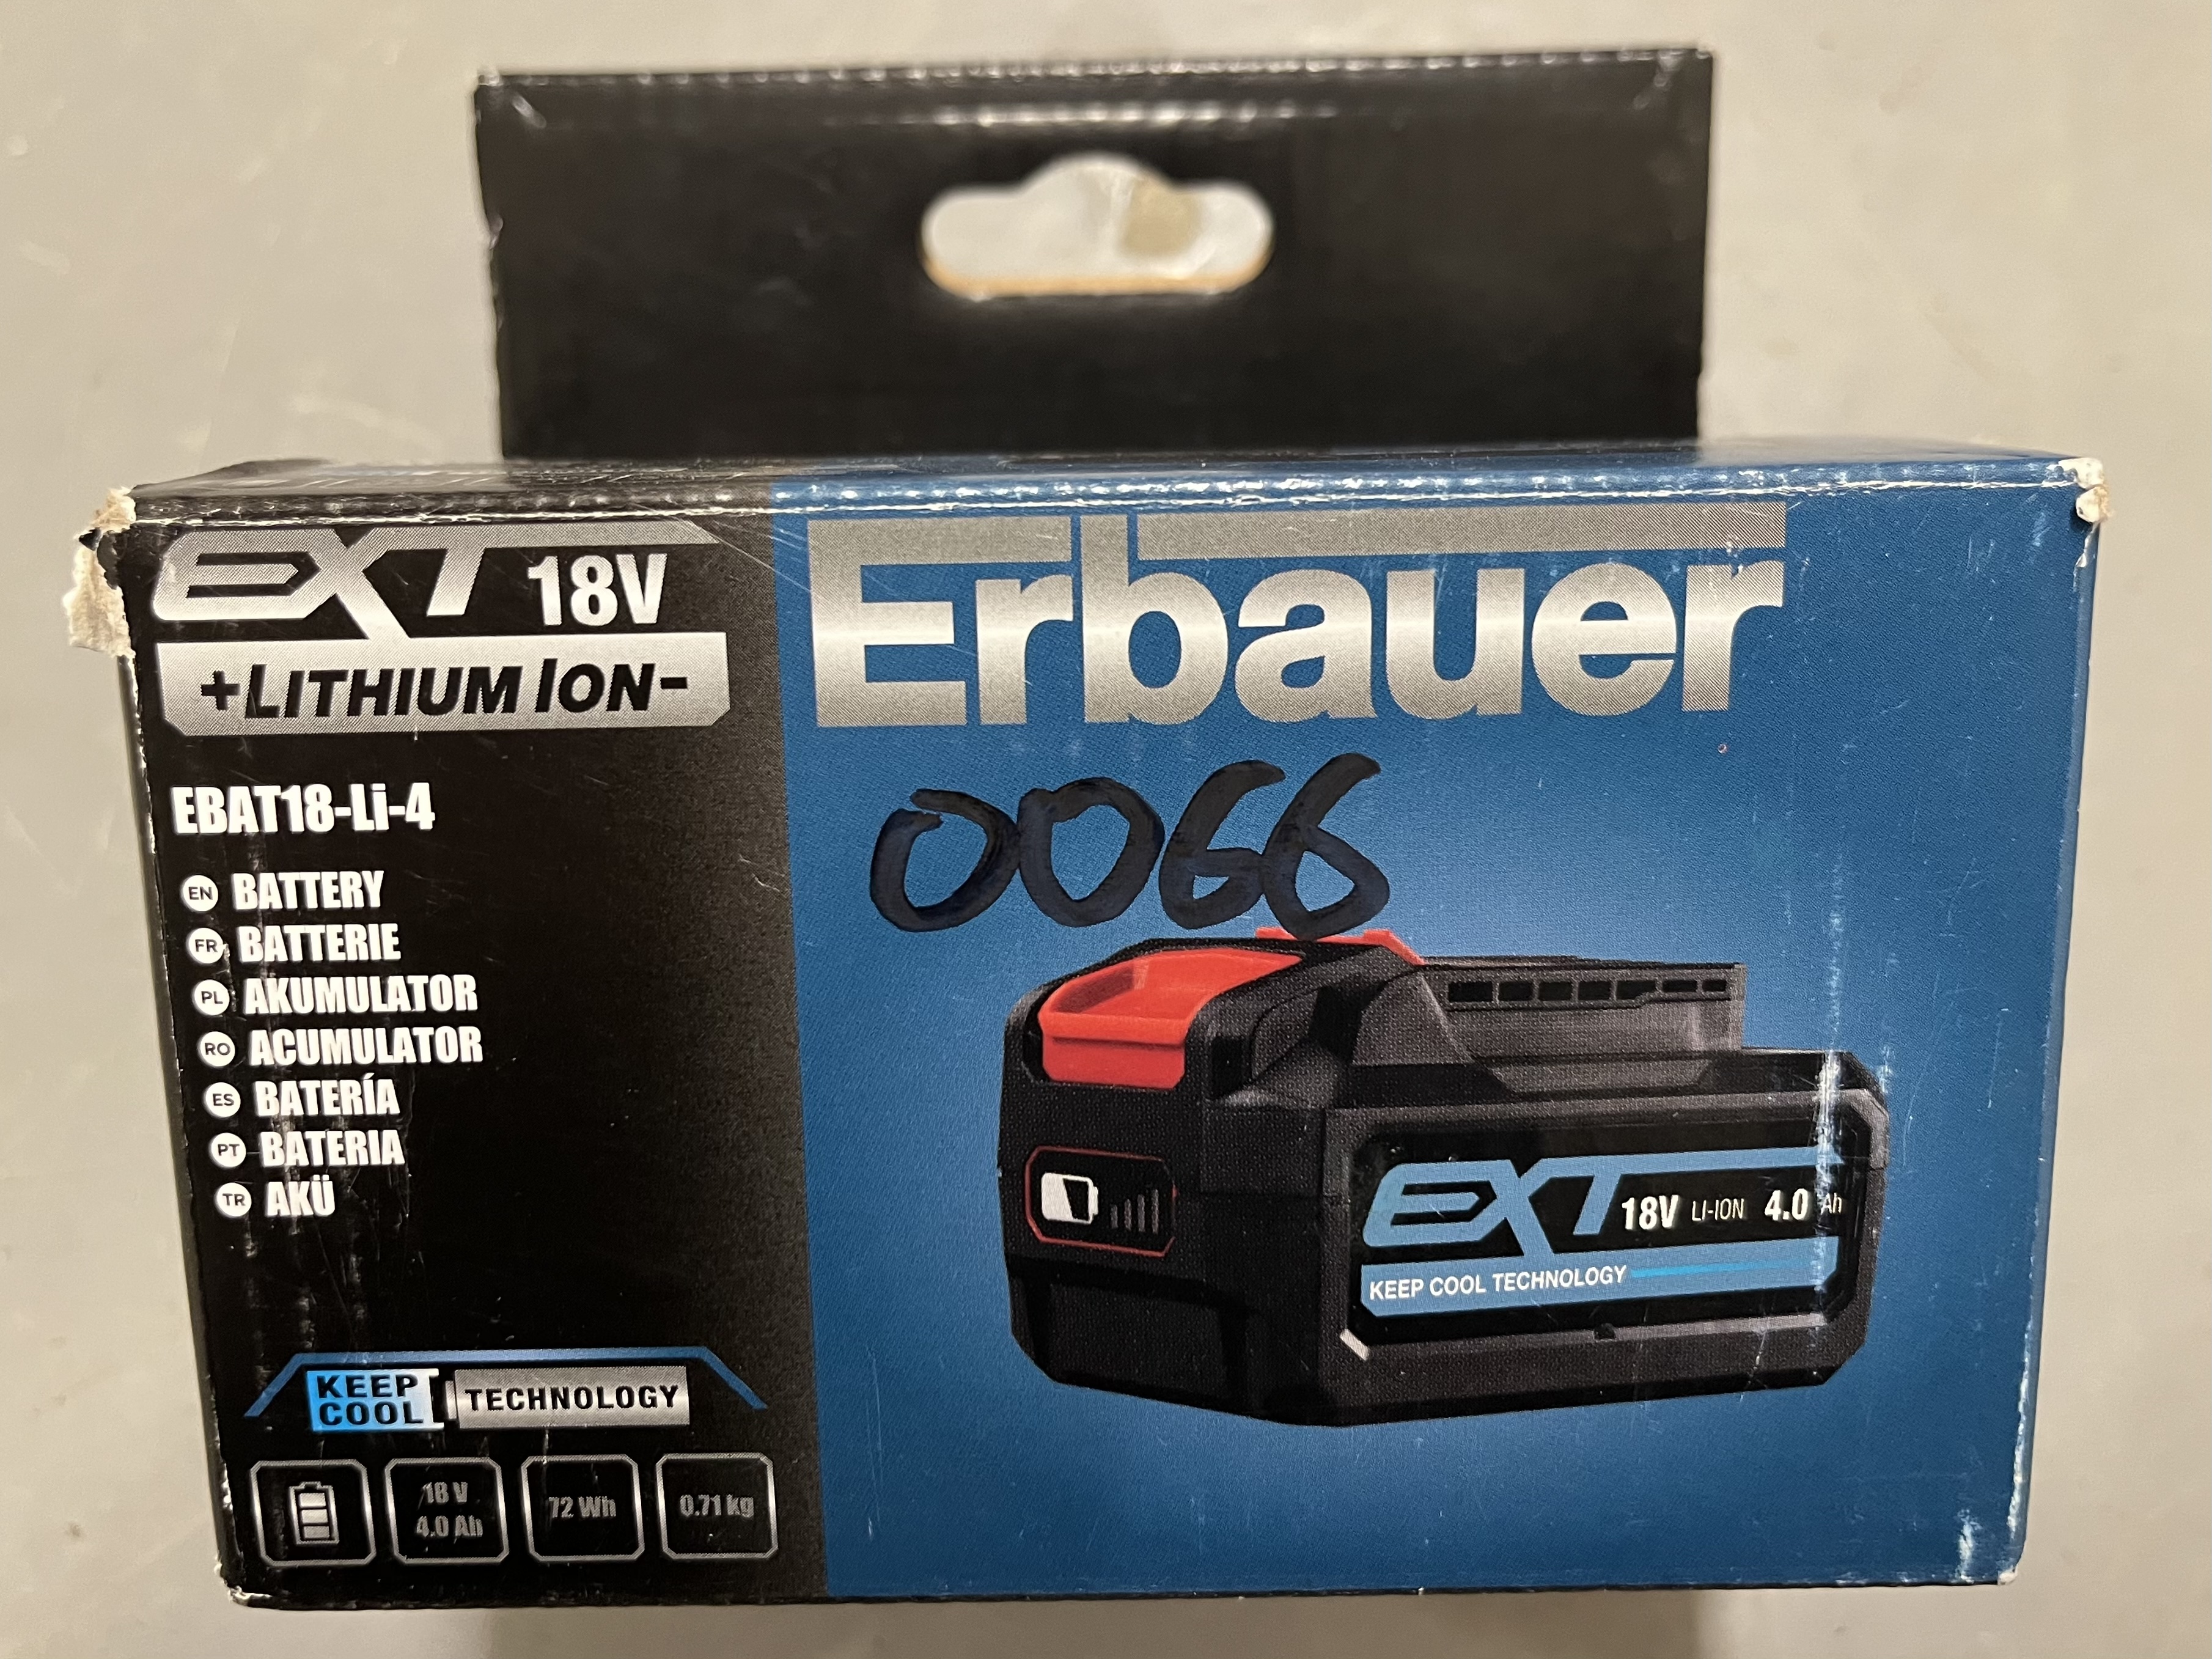 EXT 18V
+LITHIUM ION-
EBAT18-Li-4
EN BATTERY
FR BATTERIE
PL AKUMULATOR
RO ACUMULATOR
ES BATERÍA
PT BATERIA
TR AKÜ
KEEP COOL TECHNOLOGY
18 V
4.0 Ah
72 Wh
0.71 kg
Erbauer
0066
EXT 18V LI-ION 4.0 Ah
KEEP COOL TECHNOLOGY